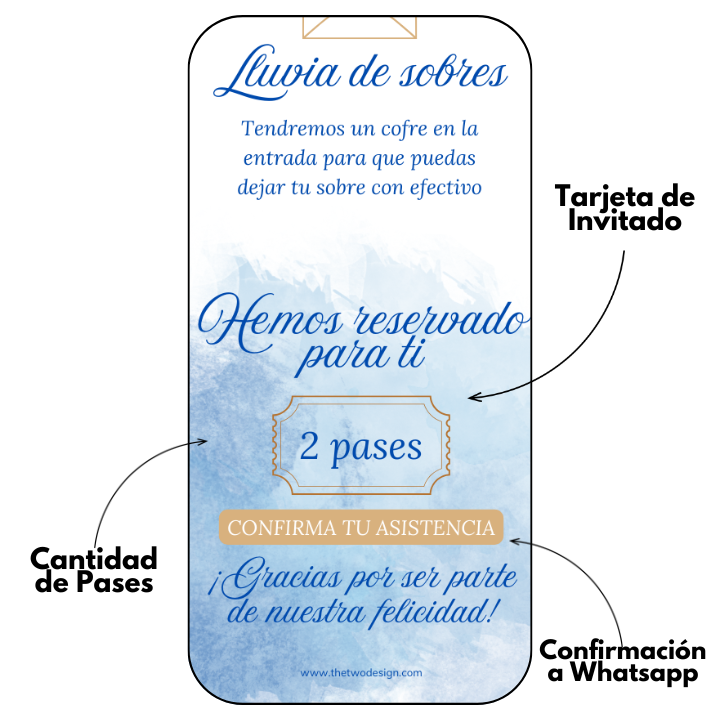 Lluvia de sobres
Tendremos un cofre en la
entrada para que puedas
dejar tu sobre con efectivo
Tarjeta de
Invitado
Hemos reservado
para ti
2 pases
CONFIRMA TU ASISTENCIA
Cantidad
de Pases
¡Gracias por ser parte
de nuestra felicidad!
Confirmación
a Whatsapp
www.thetwodesign.com